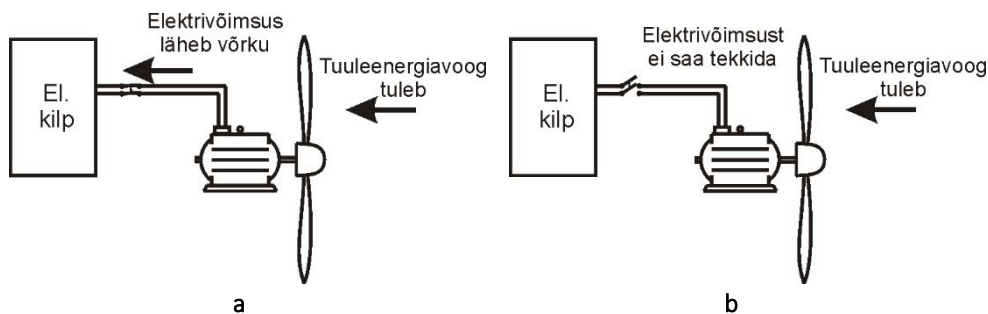 Elektrivõimsus
läheb võrku
Tuuleenergiavoog
tuleb
El.
kilp
a
Elektrivõimsust
ei saa tekkida
Tuuleenergiavoog
tuleb
El.
kilp
b